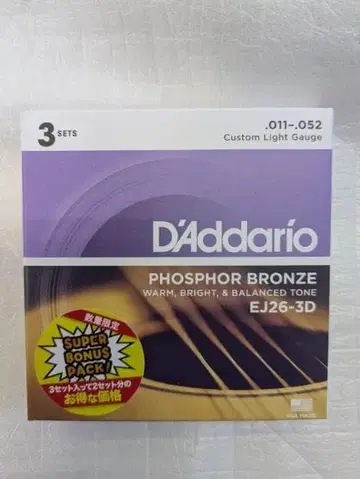 3 SETS
.011–.052
Custom Light Gauge
D'Addario
PHOSPHOR BRONZE
WARM, BRIGHT, & BALANCED TONE
EJ26-3D
数量限定
SUPER
BONUS
PACK!
3セット入って2セット分の
お得な価格